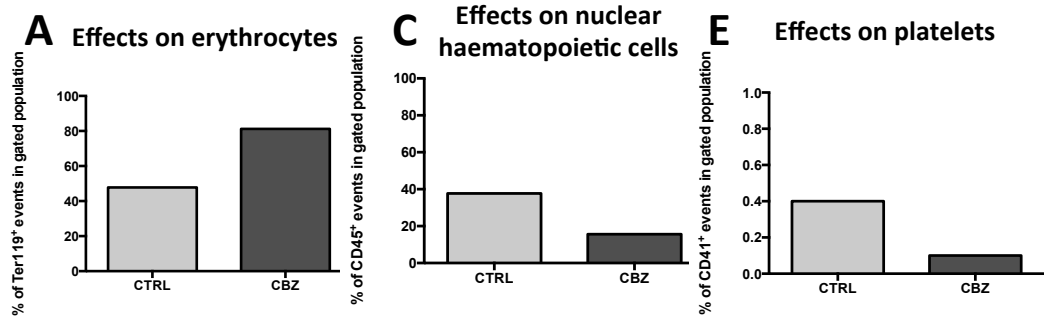 A Effects on erythrocytes
% of Ter119⁺ events in gated population
100
80
60
40
20
0
CTRL CBZ
C Effects on nuclear
haematopoietic cells
% of CD45⁺ events in gated population
100
80
60
40
20
0
CTRL CBZ
E Effects on platelets
% of CD41⁺ events in gated population
1.0
0.8
0.6
0.4
0.2
0.0
CTRL CBZ